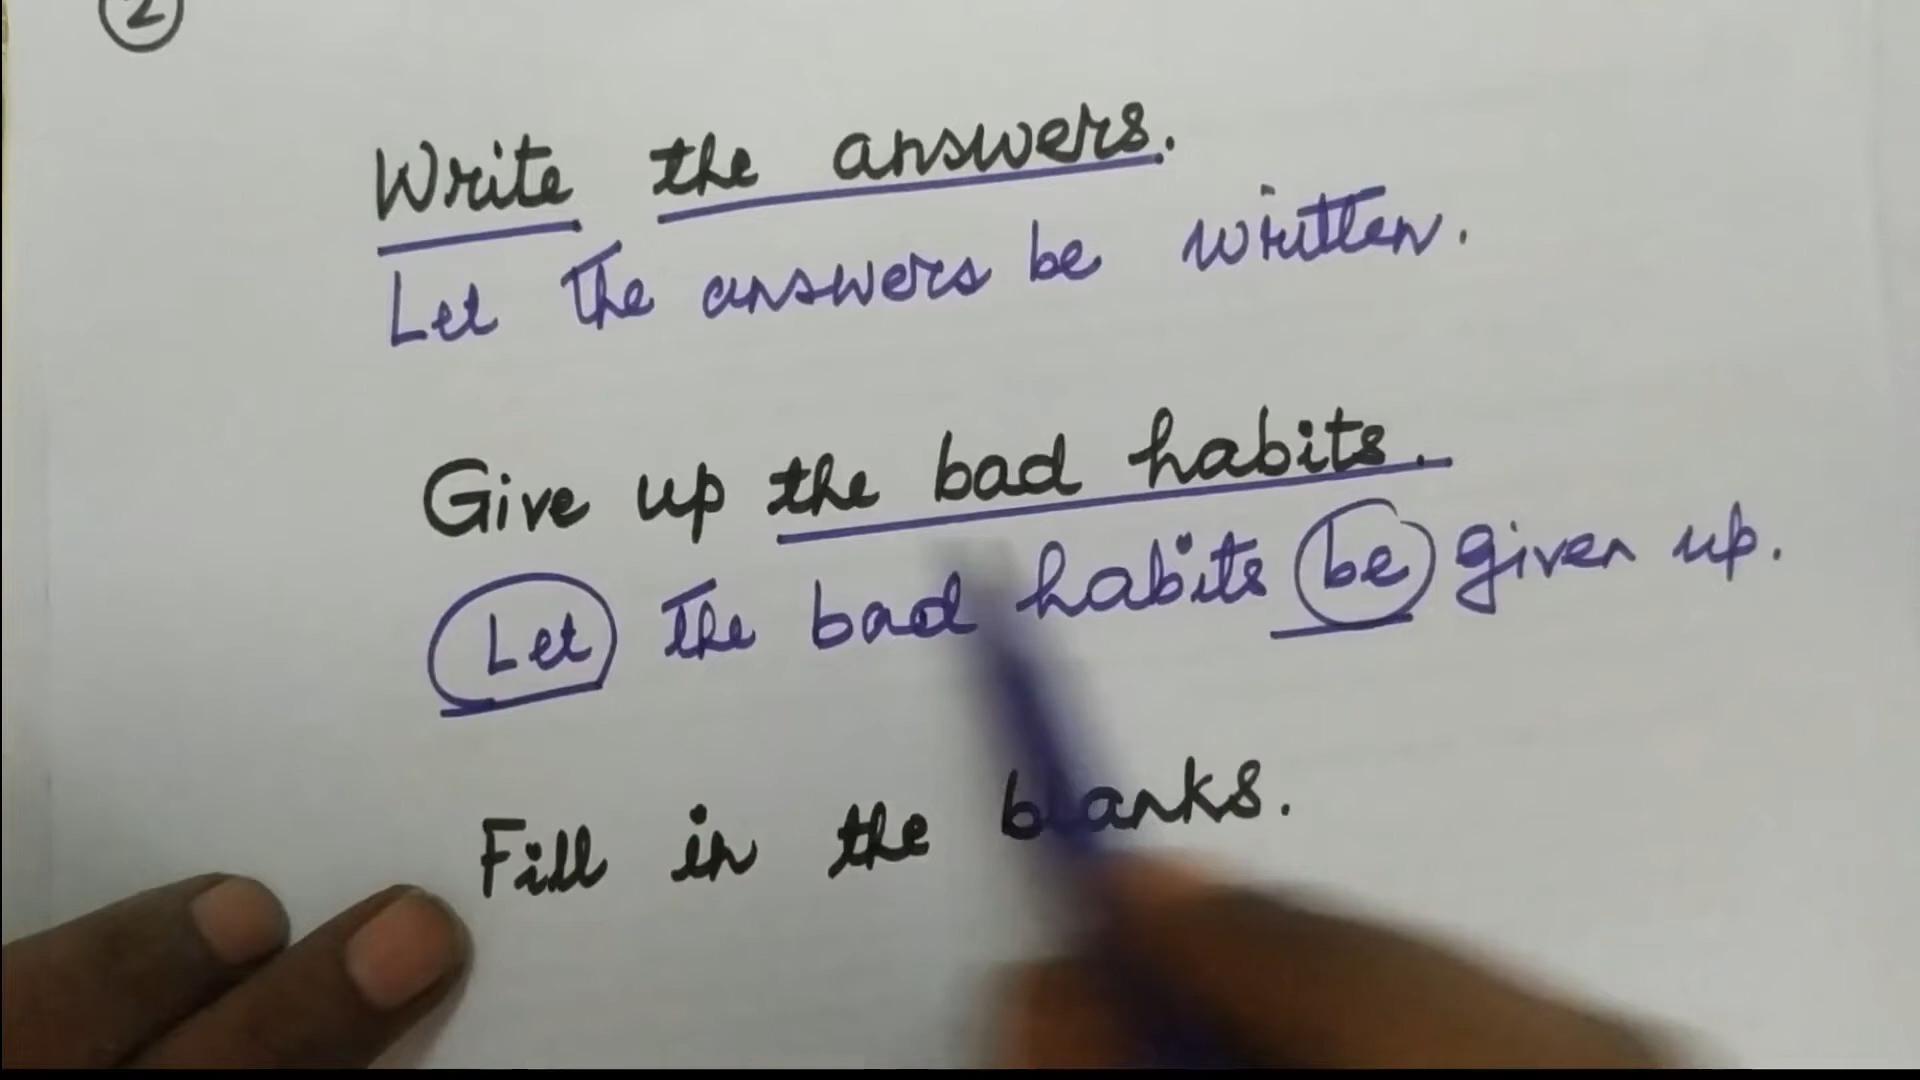 2
Write the answers.
Let the answers be written.
Give up the bad habits.
Let the bad habits be given up.
Fill in the blanks.